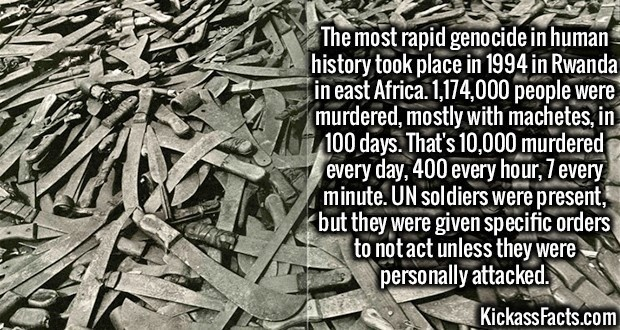 The most rapid genocide in human
history took place in 1994 in Rwanda
in east Africa. 1,174,000 people were
murdered, mostly with machetes, in
100 days. That's 10,000 murdered
every day, 400 every hour, 7 every
minute. UN soldiers were present,
but they were given specific orders
to not act unless they were
personally attacked.
KickassFacts.com